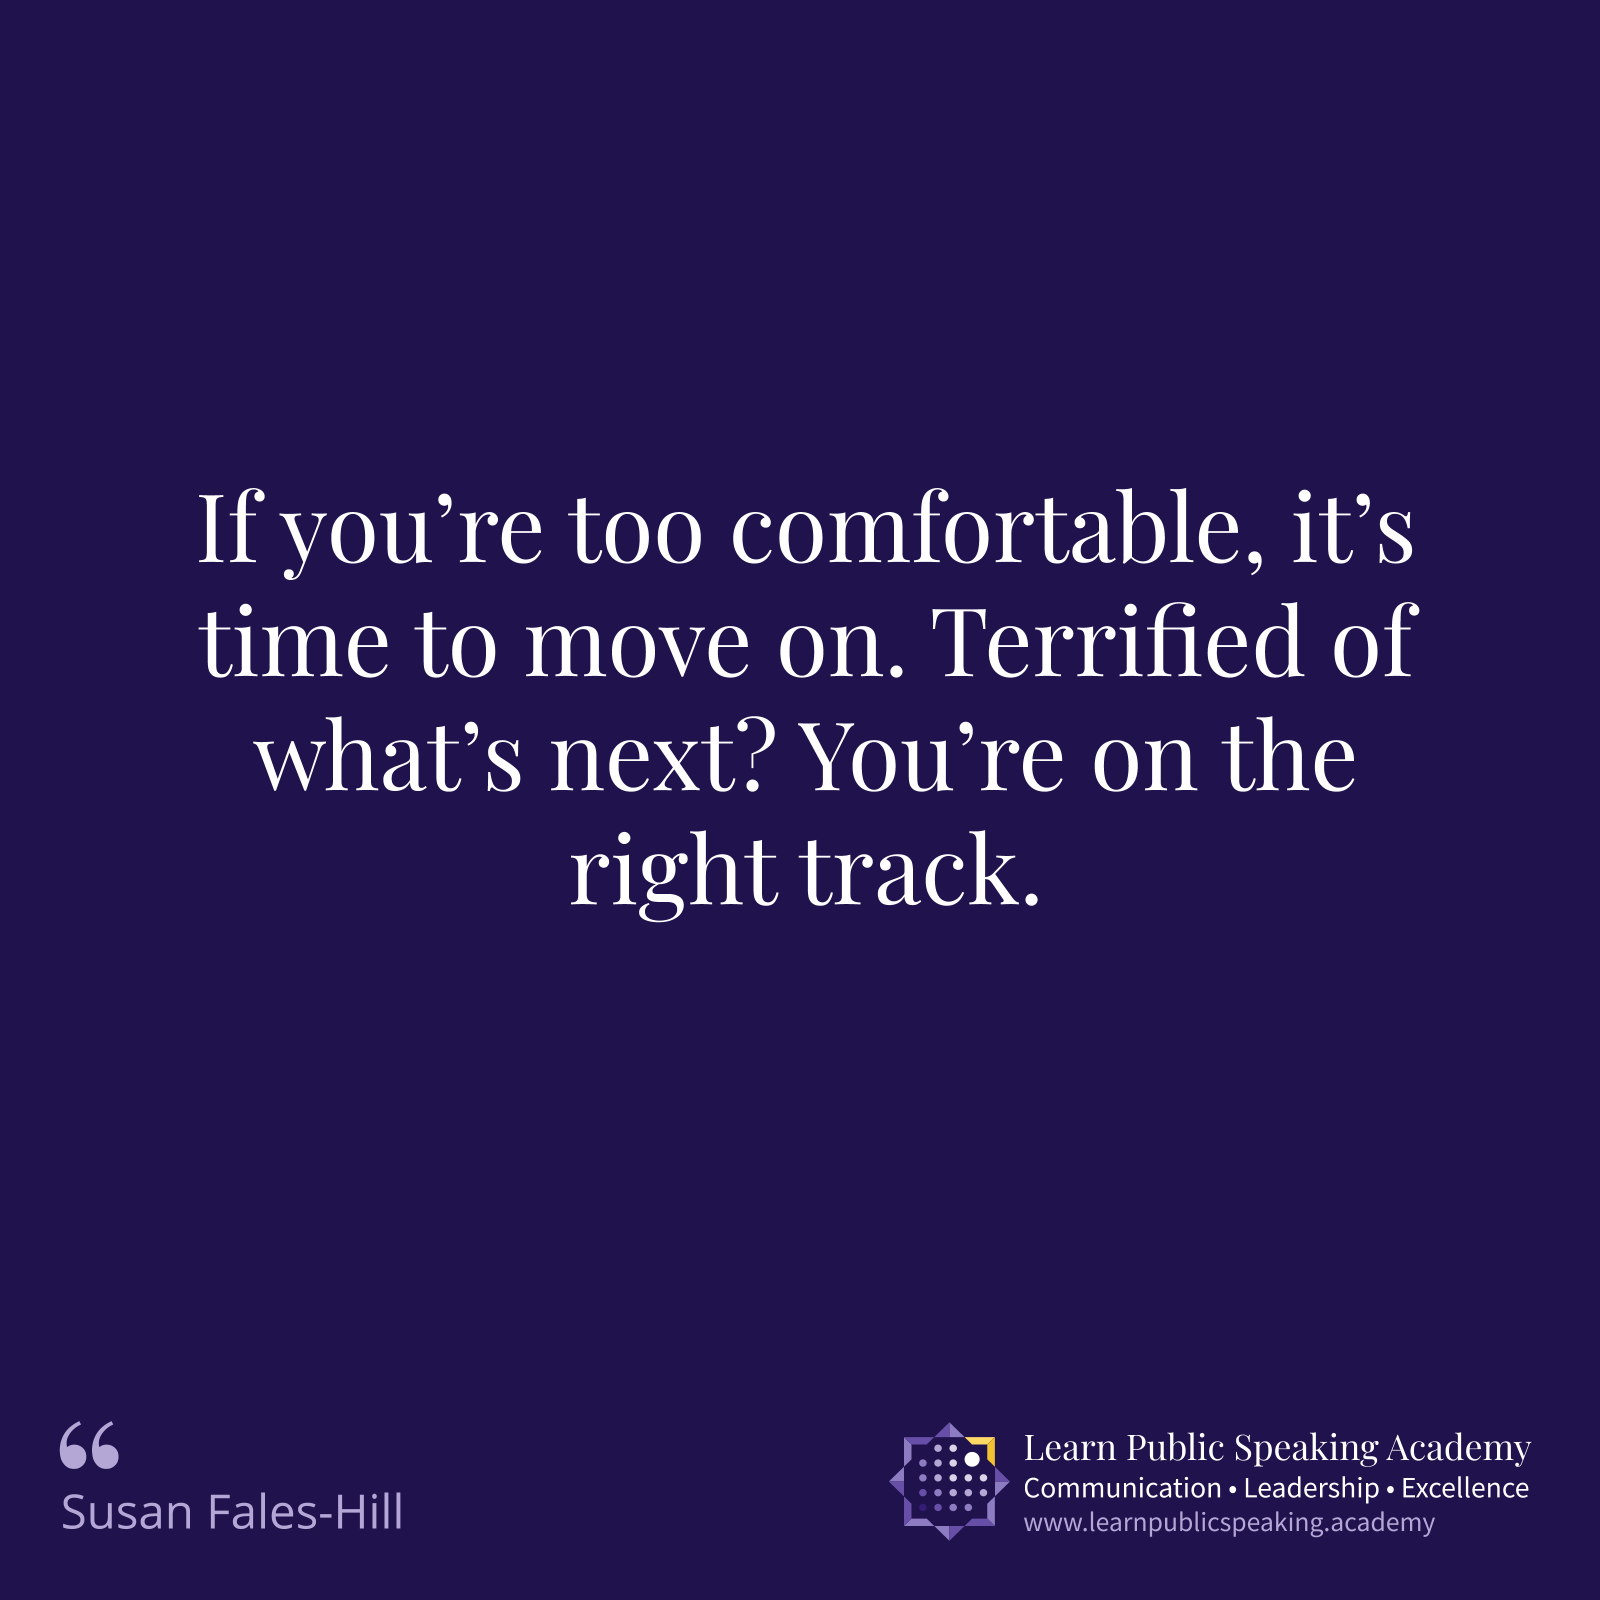 If you’re too comfortable, it’s
time to move on. Terrified of
what’s next? You’re on the
right track.
“
Susan Fales-Hill
Learn Public Speaking Academy
Communication • Leadership • Excellence
www.learnpublicspeaking.academy